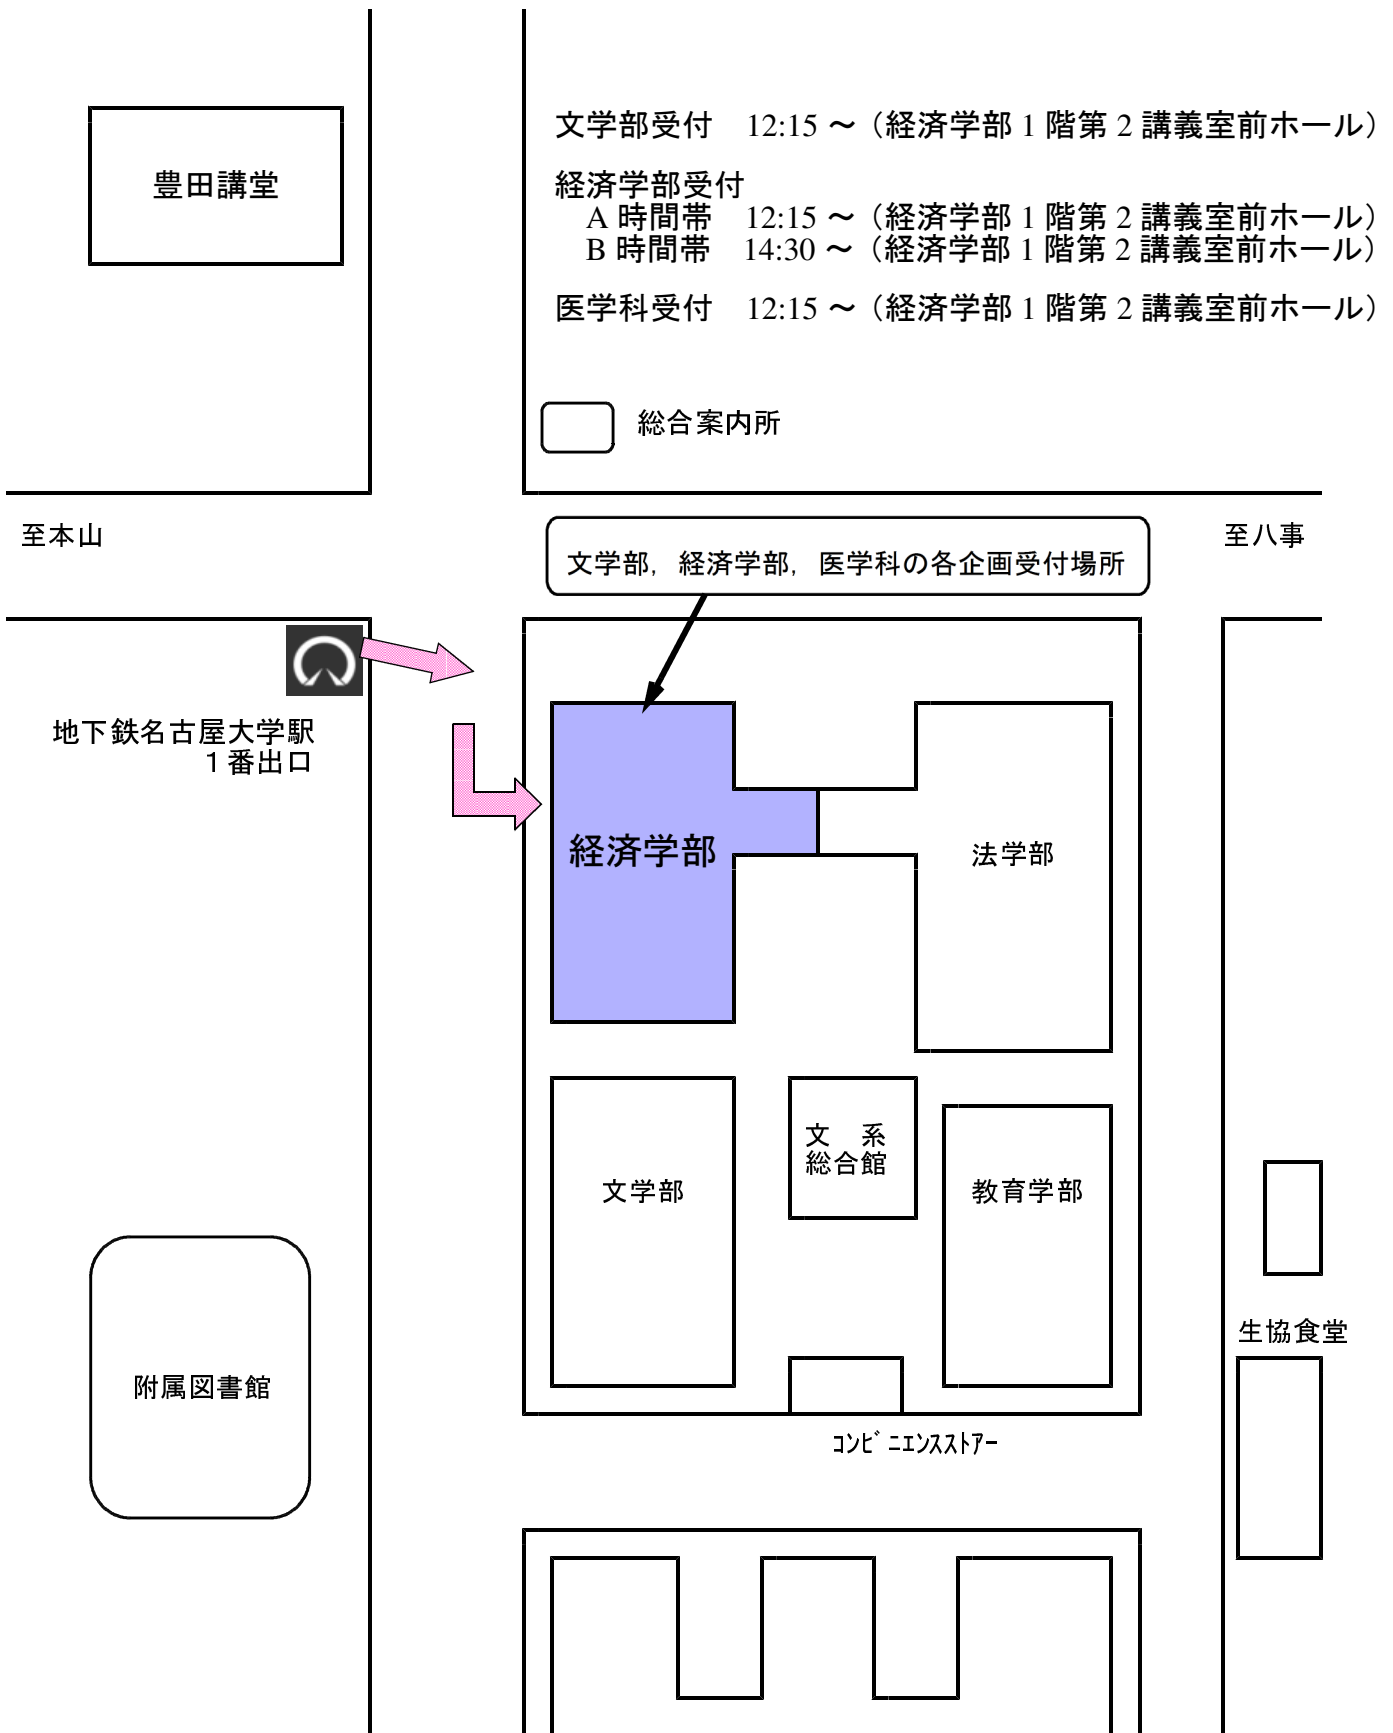 文学部受付　12:15 ～（経済学部 1 階第 2 講義室前ホール）
豊田講堂
経済学部受付
A 時間帯　12:15 ～（経済学部 1 階第 2 講義室前ホール）
B 時間帯　14:30 ～（経済学部 1 階第 2 講義室前ホール）
医学科受付　12:15 ～（経済学部 1 階第 2 講義室前ホール）
総合案内所
至本山
至八事
文学部，経済学部，医学科の各企画受付場所
地下鉄名古屋大学駅
１番出口
経済学部
法学部
文　系
総合館
文学部
教育学部
生協食堂
附属図書館
ｺﾝﾋﾞﾆｴﾝｽｽﾄｱｰ